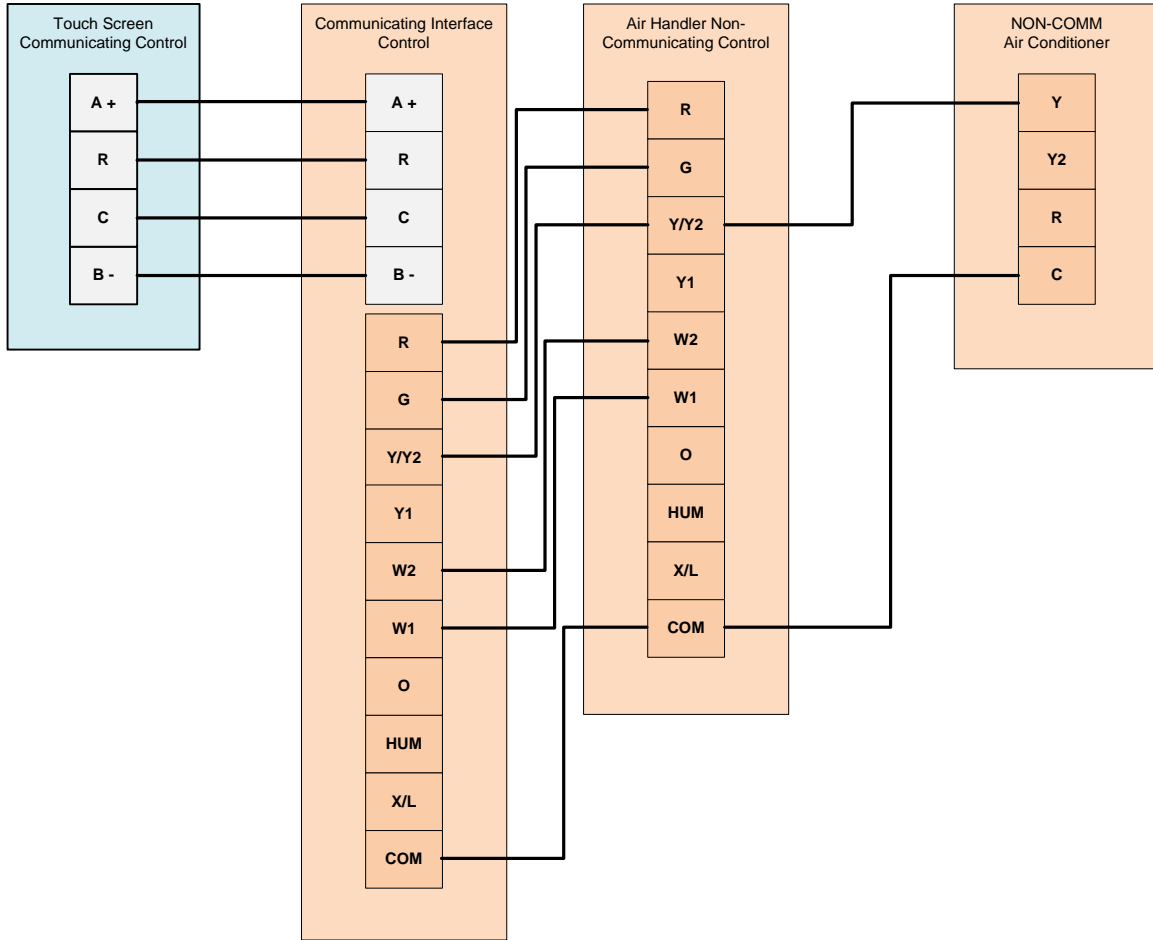 Touch Screen
Communicating Control
A +
R
C
B -
Communicating Interface
Control
A +
R
C
B -
R
G
Y/Y2
Y1
W2
W1
O
HUM
X/L
COM
Air Handler Non-
Communicating Control
R
G
Y/Y2
Y1
W2
W1
O
HUM
X/L
COM
NON-COMM
Air Conditioner
Y
Y2
R
C